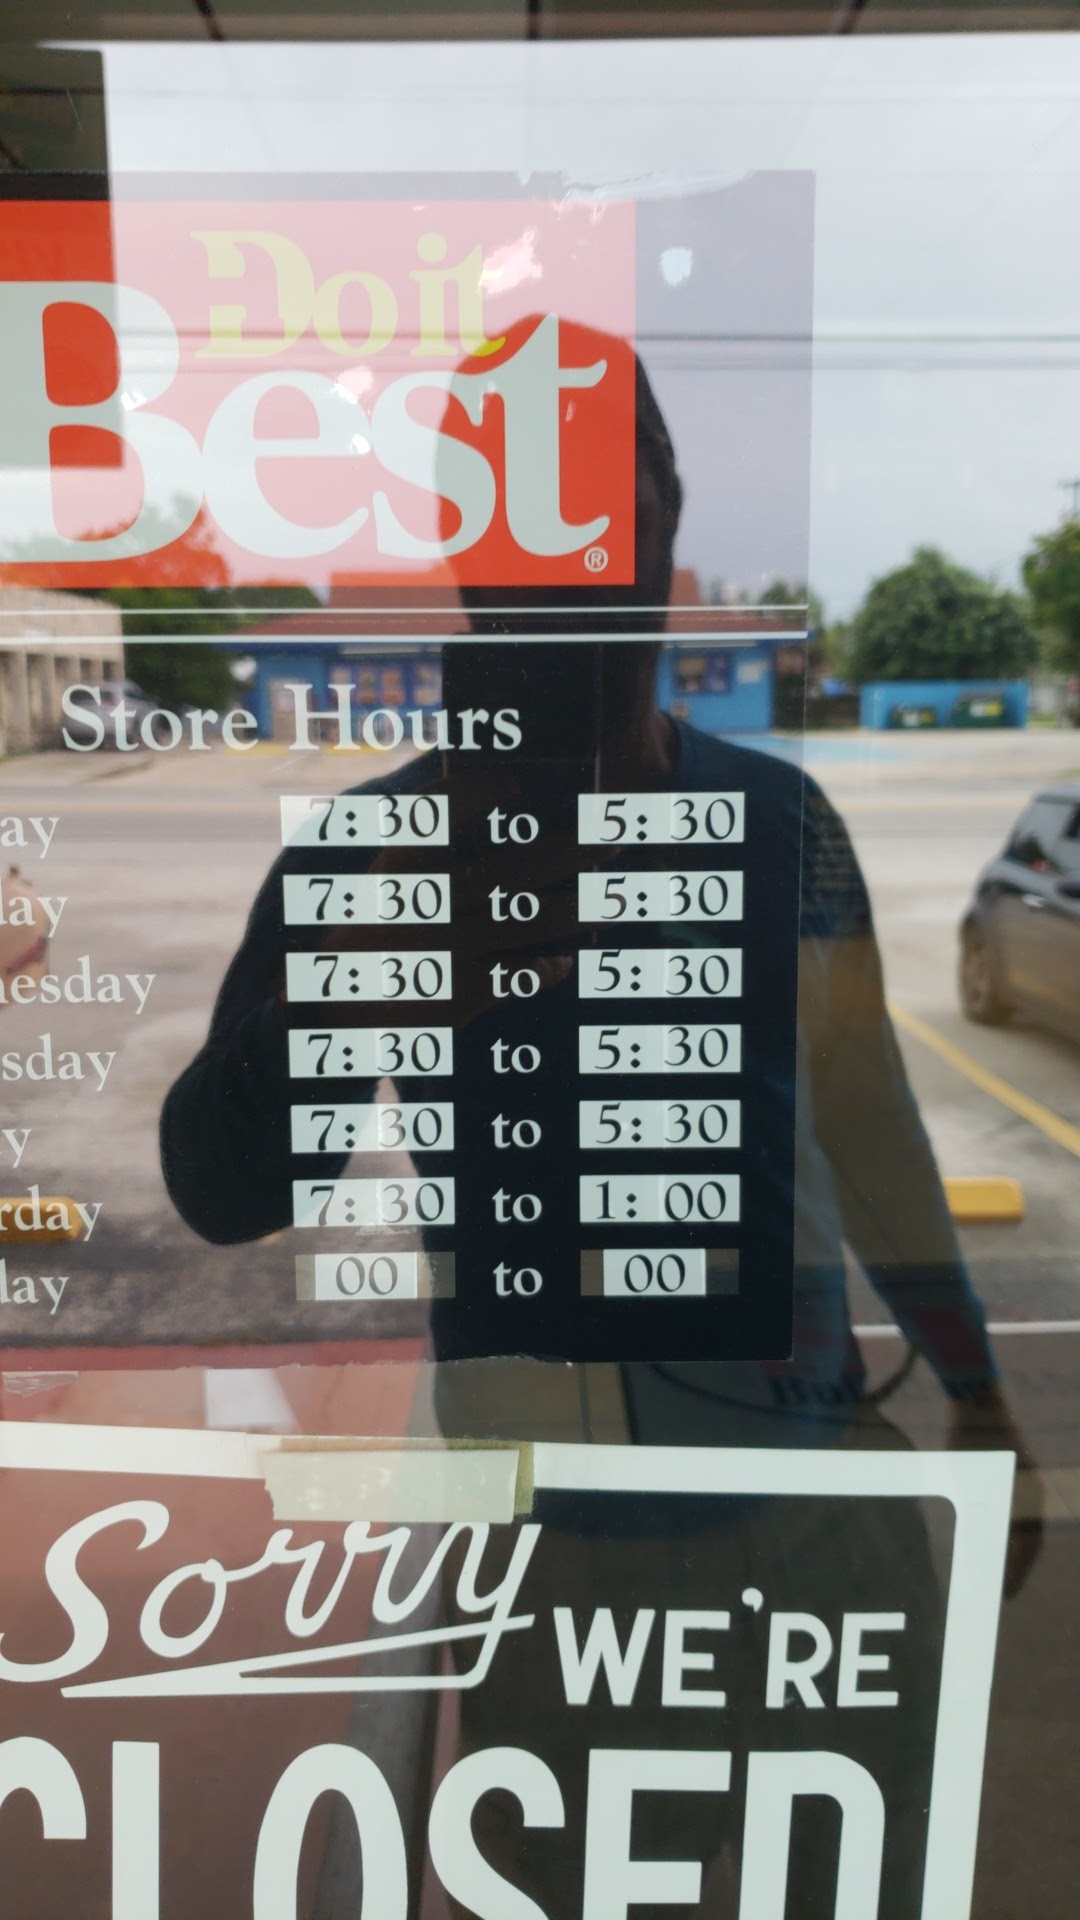 Do it
Best®
Store Hours
ay 7:30 to 5:30
day 7:30 to 5:30
nesday 7:30 to 5:30
sday 7:30 to 5:30
y 7:30 to 5:30
rday 7:30 to 1:00
day 00 to 00
Sorry WE'RE
CLOSED